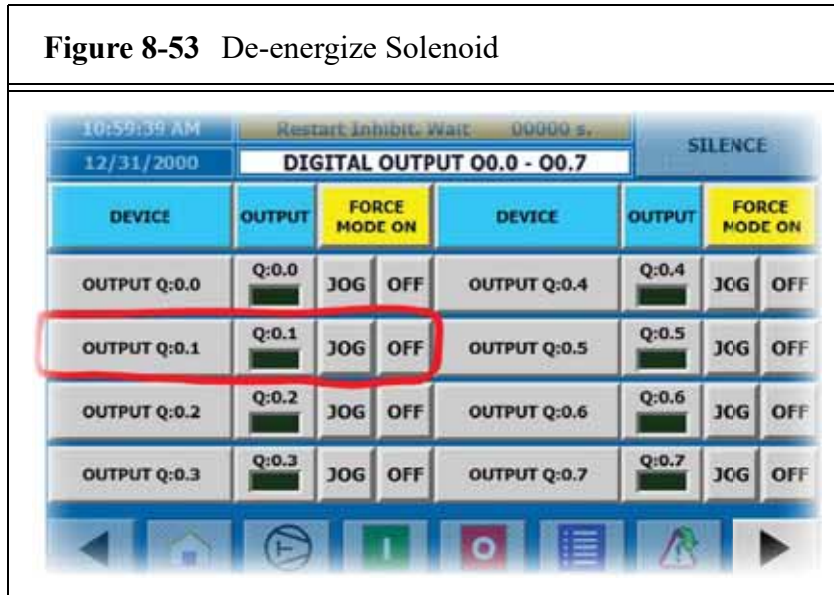 Figure 8-53 De-energize Solenoid
10:59:39 AM
Restart Inhibit. Wait 00000 s.
SILENCE
12/31/2000
DIGITAL OUTPUT Q0.0 - Q0.7
DEVICE OUTPUT FORCE MODE ON DEVICE OUTPUT FORCE MODE ON
OUTPUT Q:0.0 Q:0.0 JOG OFF OUTPUT Q:0.4 Q:0.4 JOG OFF
OUTPUT Q:0.1 Q:0.1 JOG OFF OUTPUT Q:0.5 Q:0.5 JOG OFF
OUTPUT Q:0.2 Q:0.2 JOG OFF OUTPUT Q:0.6 Q:0.6 JOG OFF
OUTPUT Q:0.3 Q:0.3 JOG OFF OUTPUT Q:0.7 Q:0.7 JOG OFF
T I O